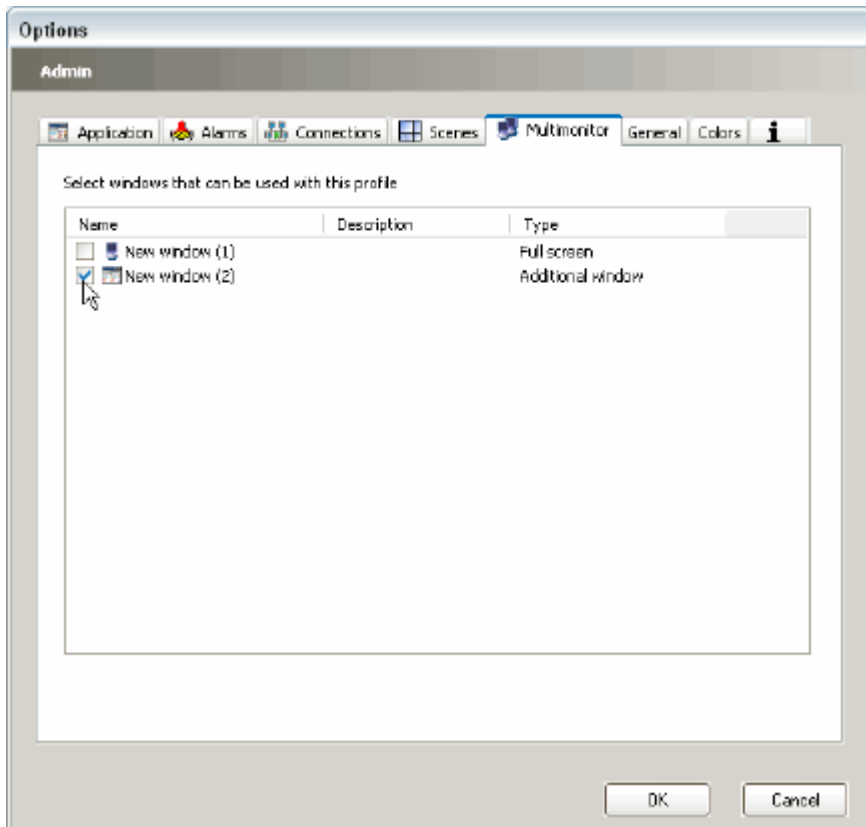 Options
Admin
Application Alarms Connections Scenes Multimonitor General Colors i
Select windows that can be used with this profile
Name Description Type
New window (1) Full screen
New window (2) Additional window
OK Cancel